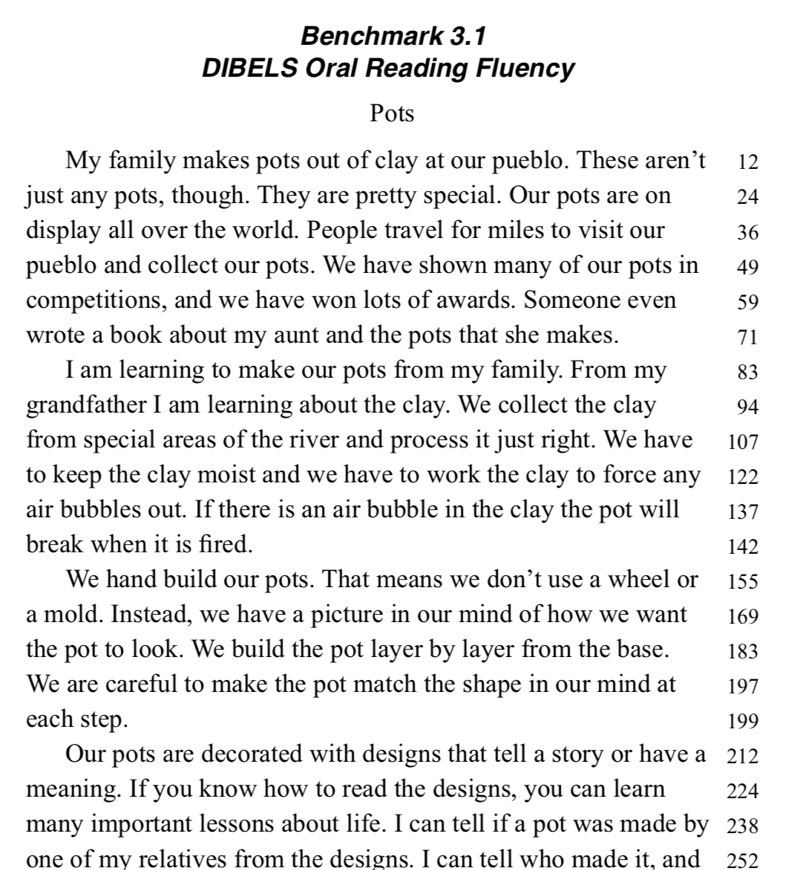 Benchmark 3.1
DIBELS Oral Reading Fluency
Pots
My family makes pots out of clay at our pueblo. These aren’t 12
just any pots, though. They are pretty special. Our pots are on 24
display all over the world. People travel for miles to visit our 36
pueblo and collect our pots. We have shown many of our pots in 49
competitions, and we have won lots of awards. Someone even 59
wrote a book about my aunt and the pots that she makes. 71
I am learning to make our pots from my family. From my 83
grandfather I am learning about the clay. We collect the clay 94
from special areas of the river and process it just right. We have 107
to keep the clay moist and we have to work the clay to force any 122
air bubbles out. If there is an air bubble in the clay the pot will 137
break when it is fired. 142
We hand build our pots. That means we don’t use a wheel or 155
a mold. Instead, we have a picture in our mind of how we want 169
the pot to look. We build the pot layer by layer from the base. 183
We are careful to make the pot match the shape in our mind at 197
each step. 199
Our pots are decorated with designs that tell a story or have a 212
meaning. If you know how to read the designs, you can learn 224
many important lessons about life. I can tell if a pot was made by 238
one of my relatives from the designs. I can tell who made it, and 252